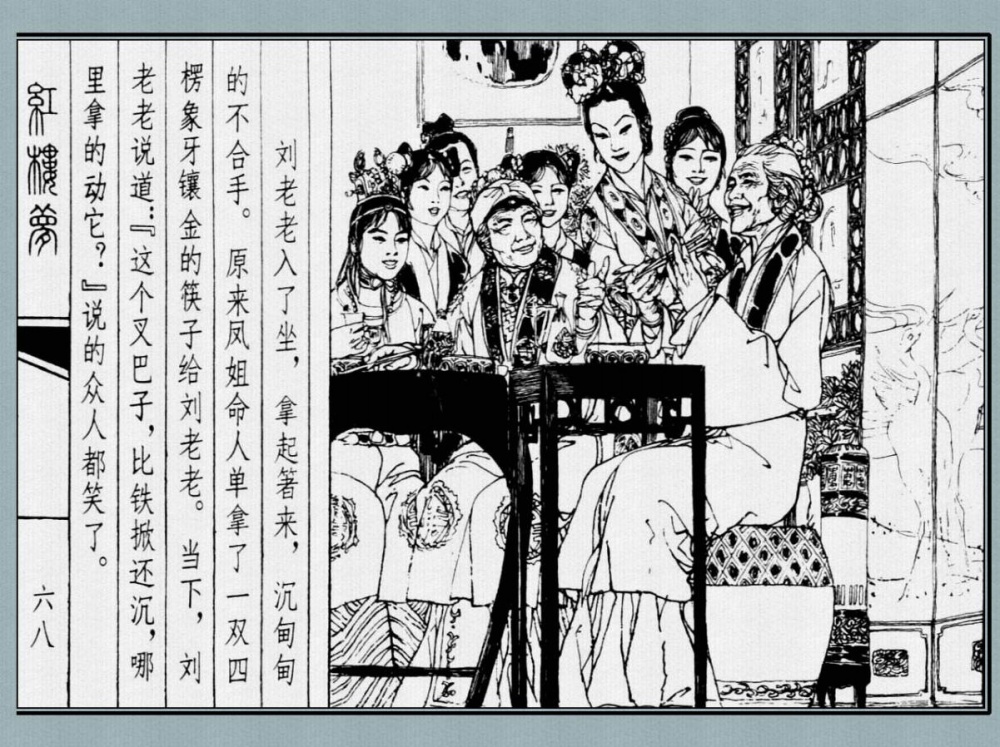 刘老老入了坐，拿起箸来，沉甸甸
的不合手。原来凤姐命人单拿了一双四
楞象牙镶金的筷子给刘老老。当下，刘
老老说道：『这个叉巴子，比铁掀还沉，哪
里拿的动它？』说的众人都笑了。
紅樓夢
六八